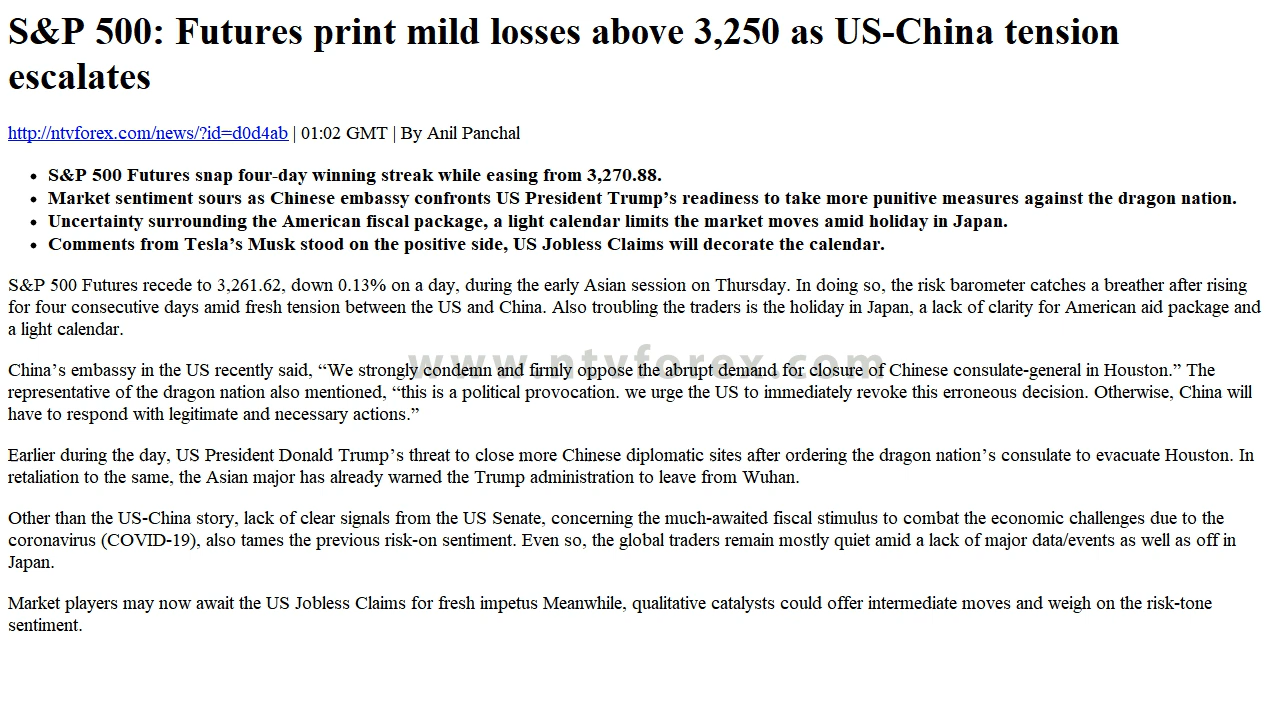 S&P 500: Futures print mild losses above 3,250 as US-China tension
escalates
http://ntvforex.com/news/?id=d0d4ab | 01:02 GMT | By Anil Panchal
• S&P 500 Futures snap four-day winning streak while easing from 3,270.88.
• Market sentiment sours as Chinese embassy confronts US President Trump’s readiness to take more punitive measures against the dragon nation.
• Uncertainty surrounding the American fiscal package, a light calendar limits the market moves amid holiday in Japan.
• Comments from Tesla’s Musk stood on the positive side, US Jobless Claims will decorate the calendar.
S&P 500 Futures recede to 3,261.62, down 0.13% on a day, during the early Asian session on Thursday. In doing so, the risk barometer catches a breather after rising
for four consecutive days amid fresh tension between the US and China. Also troubling the traders is the holiday in Japan, a lack of clarity for American aid package and
a light calendar.
www.ntvforex.com
China’s embassy in the US recently said, “We strongly condemn and firmly oppose the abrupt demand for closure of Chinese consulate-general in Houston.” The
representative of the dragon nation also mentioned, “this is a political provocation. we urge the US to immediately revoke this erroneous decision. Otherwise, China will
have to respond with legitimate and necessary actions.”
Earlier during the day, US President Donald Trump’s threat to close more Chinese diplomatic sites after ordering the dragon nation’s consulate to evacuate Houston. In
retaliation to the same, the Asian major has already warned the Trump administration to leave from Wuhan.
Other than the US-China story, lack of clear signals from the US Senate, concerning the much-awaited fiscal stimulus to combat the economic challenges due to the
coronavirus (COVID-19), also tames the previous risk-on sentiment. Even so, the global traders remain mostly quiet amid a lack of major data/events as well as off in
Japan.
Market players may now await the US Jobless Claims for fresh impetus Meanwhile, qualitative catalysts could offer intermediate moves and weigh on the risk-tone
sentiment.